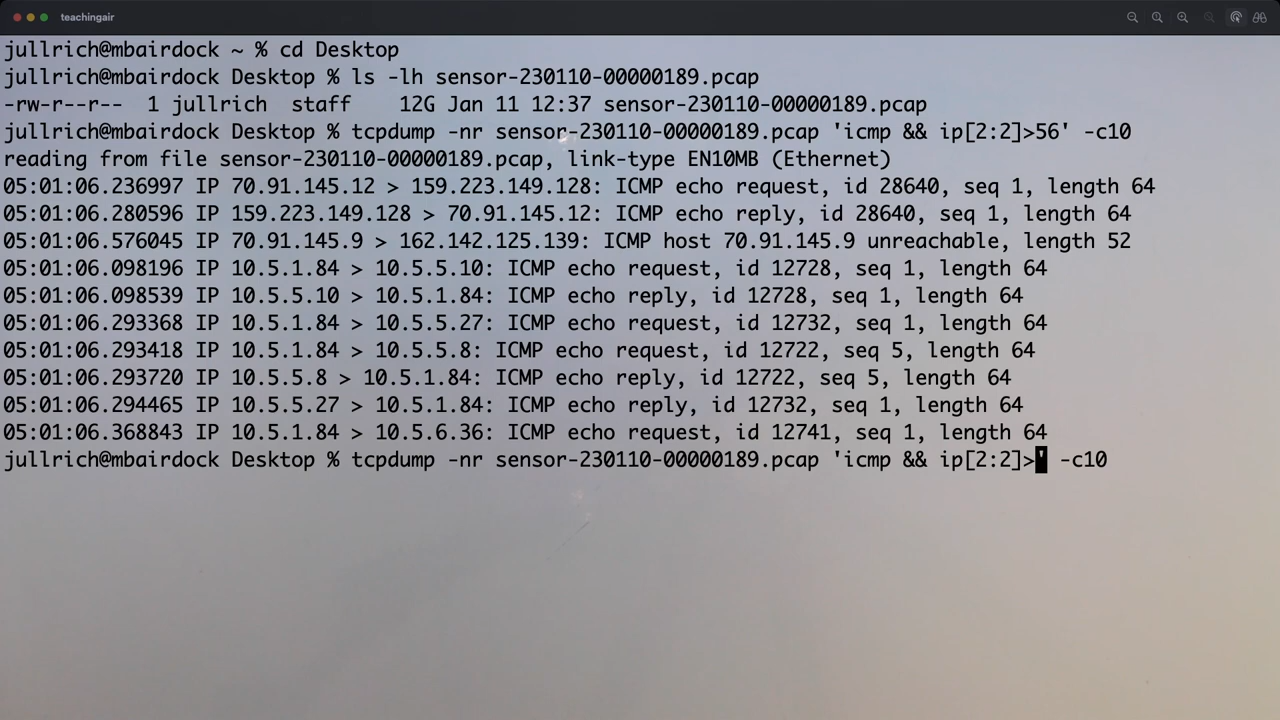 teachingair
jullrich@mbairdock ~ % cd Desktop
jullrich@mbairdock Desktop % ls -lh sensor-230110-00000189.pcap
-rw-r--r--  1 jullrich  staff    12G Jan 11 12:37 sensor-230110-00000189.pcap
jullrich@mbairdock Desktop % tcpdump -nr sensor-230110-00000189.pcap 'icmp && ip[2:2]>56' -c10
reading from file sensor-230110-00000189.pcap, link-type EN10MB (Ethernet)
05:01:06.236997 IP 70.91.145.12 > 159.223.149.128: ICMP echo request, id 28640, seq 1, length 64
05:01:06.280596 IP 159.223.149.128 > 70.91.145.12: ICMP echo reply, id 28640, seq 1, length 64
05:01:06.576045 IP 70.91.145.9 > 162.142.125.139: ICMP host 70.91.145.9 unreachable, length 52
05:01:06.098196 IP 10.5.1.84 > 10.5.5.10: ICMP echo request, id 12728, seq 1, length 64
05:01:06.098539 IP 10.5.5.10 > 10.5.1.84: ICMP echo reply, id 12728, seq 1, length 64
05:01:06.293368 IP 10.5.1.84 > 10.5.5.27: ICMP echo request, id 12732, seq 1, length 64
05:01:06.293418 IP 10.5.1.84 > 10.5.5.8: ICMP echo request, id 12722, seq 5, length 64
05:01:06.293720 IP 10.5.5.8 > 10.5.1.84: ICMP echo reply, id 12722, seq 5, length 64
05:01:06.294465 IP 10.5.5.27 > 10.5.1.84: ICMP echo reply, id 12732, seq 1, length 64
05:01:06.368843 IP 10.5.1.84 > 10.5.6.36: ICMP echo request, id 12741, seq 1, length 64
jullrich@mbairdock Desktop % tcpdump -nr sensor-230110-00000189.pcap 'icmp && ip[2:2]>' -c10